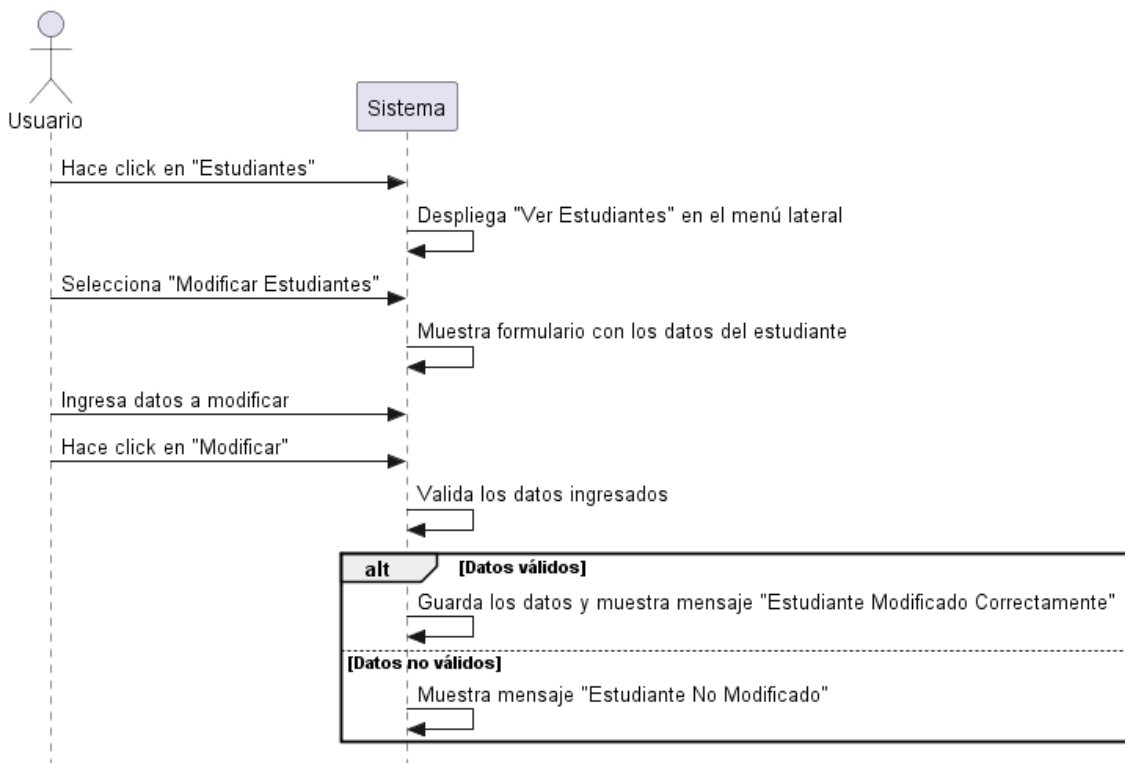 Usuario
Sistema
Hace click en "Estudiantes"
Despliega "Ver Estudiantes" en el menú lateral
Selecciona "Modificar Estudiantes"
Muestra formulario con los datos del estudiante
Ingresa datos a modificar
Hace click en "Modificar"
Valida los datos ingresados
alt [Datos válidos]
Guarda los datos y muestra mensaje "Estudiante Modificado Correctamente"
[Datos no válidos]
Muestra mensaje "Estudiante No Modificado"